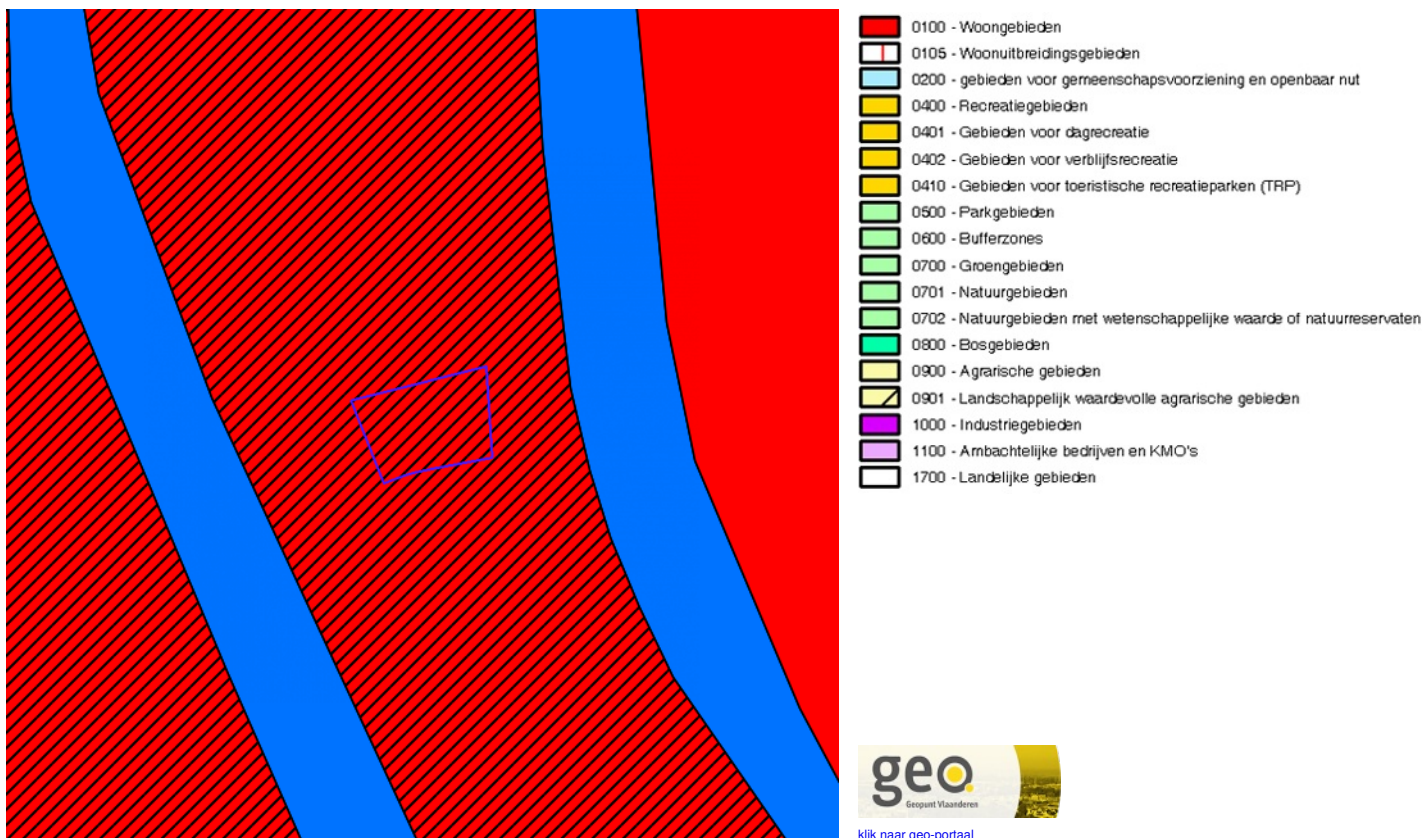 0100 - Woongebieden
0105 - Woonuitbreidingsgebieden
0200 - gebieden voor gemeenschapsvoorziening en openbaar nut
0400 - Recreatiegebieden
0401 - Gebieden voor dagrecreatie
0402 - Gebieden voor verblijfsrecreatie
0410 - Gebieden voor toeristische recreatieparken (TRP)
0500 - Parkgebieden
0600 - Bufferzones
0700 - Groengebieden
0701 - Natuurgebieden
0702 - Natuurgebieden met wetenschappelijke waarde of natuurreservaten
0800 - Bosgebieden
0900 - Agrarische gebieden
0901 - Landschappelijk waardevolle agrarische gebieden
1000 - Industriegebieden
1100 - Ambachtelijke bedrijven en KMO's
1700 - Landelijke gebieden
geo
Geopunt Vlaanderen
klik naar geo-portaal